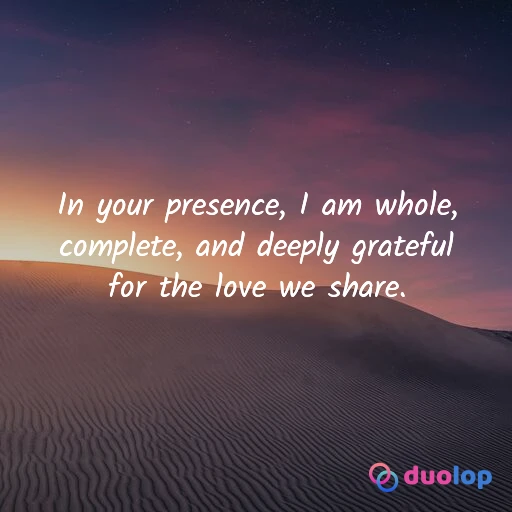 In your presence, I am whole,
complete, and deeply grateful
for the love we share.
duolop